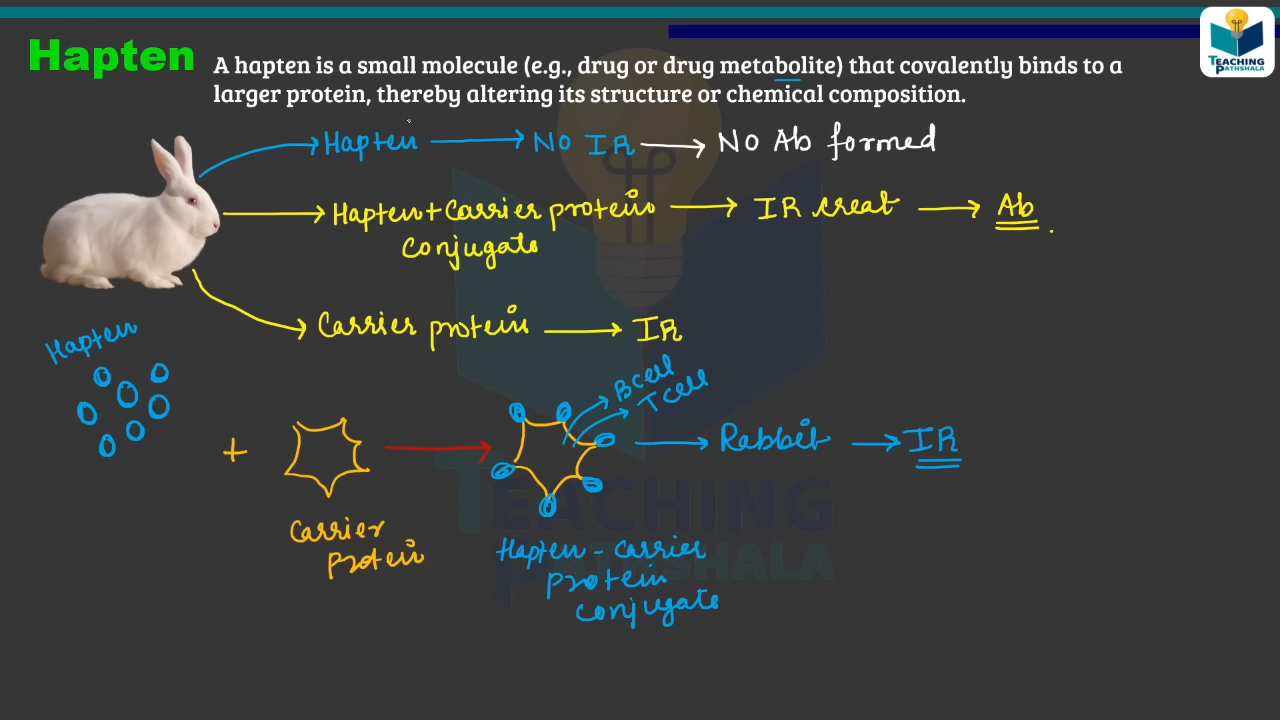 Hapten
A hapten is a small molecule (e.g., drug or drug metabolite) that covalently binds to a
larger protein, thereby altering its structure or chemical composition.
TEACHING
PATHSHALA
Hapten → No IR → No Ab formed
Hapten + Carrier protein → IR creat → Ab.
Conjugate
Carrier protein → IR
Hapten
B cell
T cell
+ → → Rabbit → IR
Carrier
protein
Hapten - Carrier
protein
conjugate
TEACHING
PATHSHALA